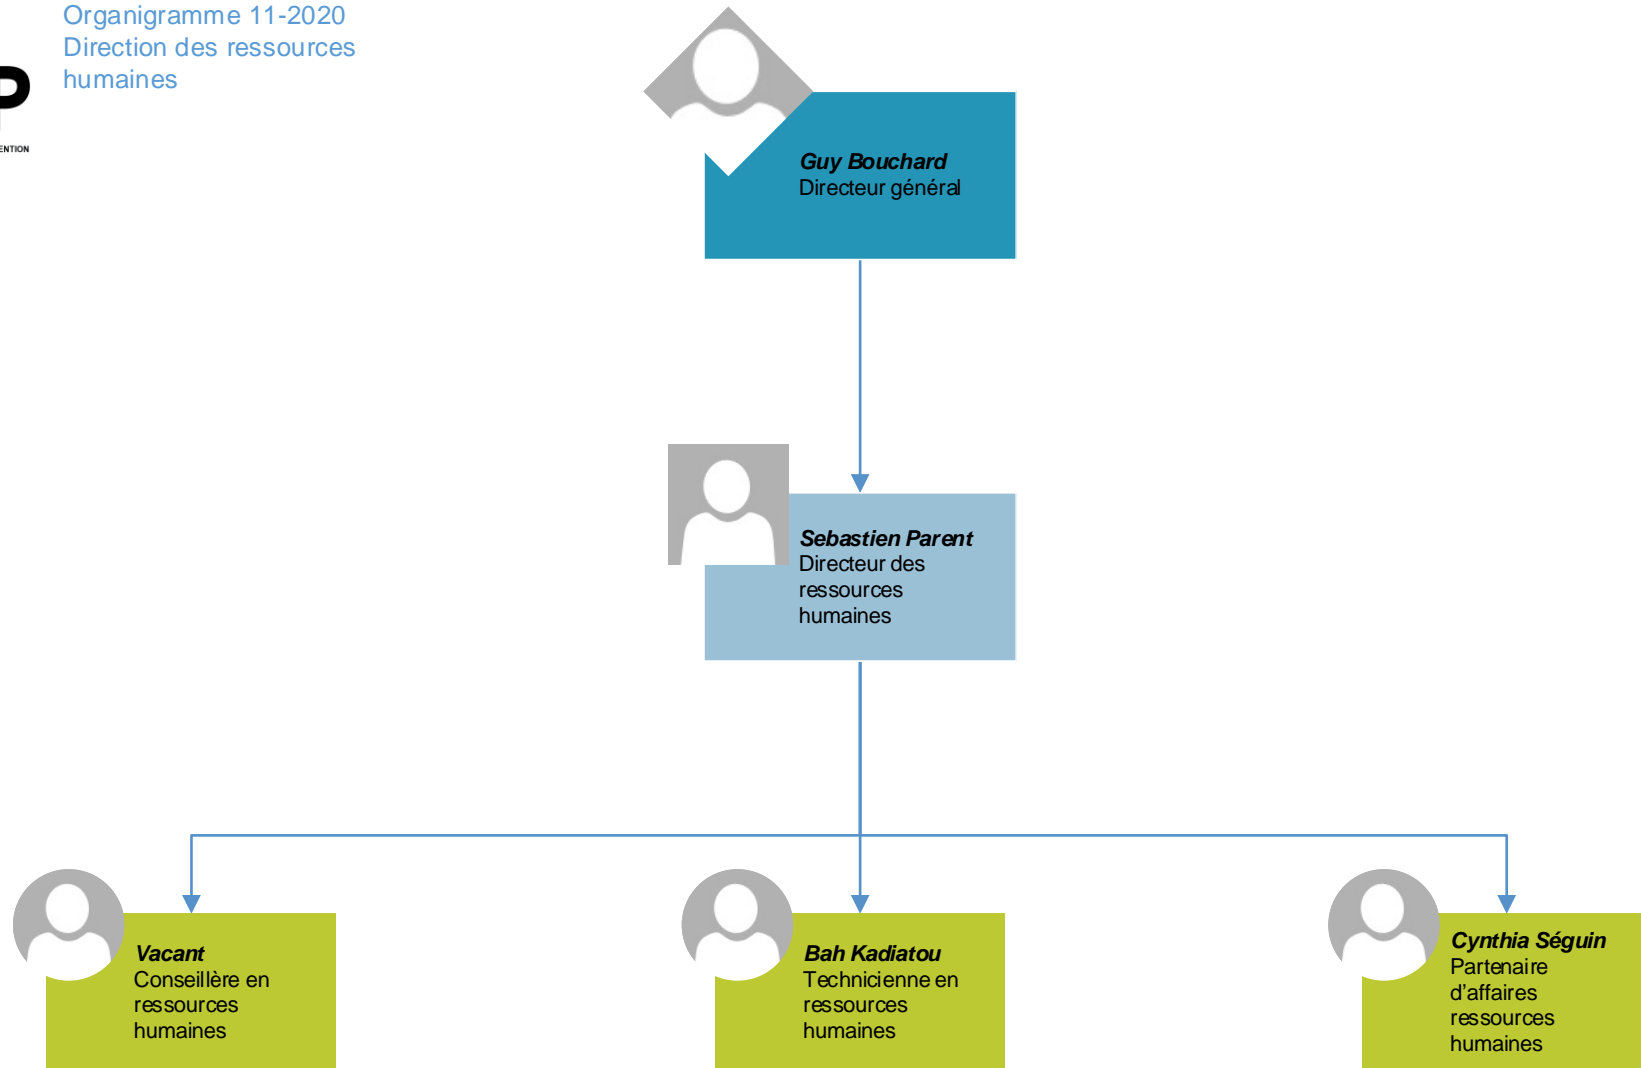 Organigramme 11-2020
Direction des ressources
humaines
P
ENTION
Guy Bouchard
Directeur général
Sebastien Parent
Directeur des
ressources
humaines
Vacant
Conseillère en
ressources
humaines
Bah Kadiatou
Technicienne en
ressources
humaines
Cynthia Séguin
Partenaire
d’affaires
ressources
humaines